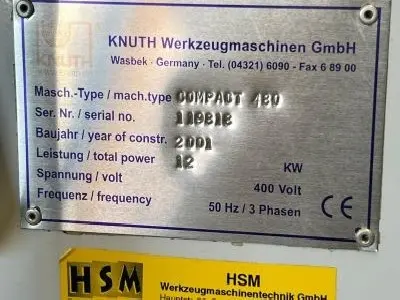 KNUTH Werkzeugmaschinen GmbH
Wasbek - Germany - Tel. (04321) 6090 - Fax 6 89 00
Masch.-Type / mach.type COMPACT 180
Ser. Nr. / serial no. 119818
Baujahr / year of constr. 2001
Leistung / total power 12 KW
Spannung / volt 400 Volt
Frequenz / frequency 50 Hz / 3 Phasen CE
HSM HSM
Werkzeugmaschinentechnik GmbH